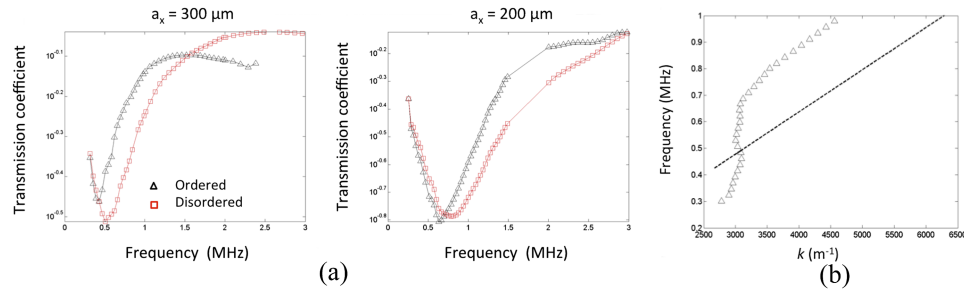 a_x = 300 μm
Transmission coefficient
10^-0.1
10^-0.2
10^-0.3
10^-0.4
10^-0.5
0 0.5 1 1.5 2 2.5 3
Frequency (MHz)
Ordered
Disordered
a_x = 200 μm
Transmission coefficient
10^-0.2
10^-0.3
10^-0.4
10^-0.5
10^-0.6
10^-0.7
10^-0.8
0 0.5 1 1.5 2 2.5 3
Frequency (MHz)
(a)
Frequency (MHz)
1
0.9
0.8
0.7
0.6
0.5
0.4
0.3
0.2
2500 3000 3500 4000 4500 5000 5500 6000 6500
k (m^-1)
(b)